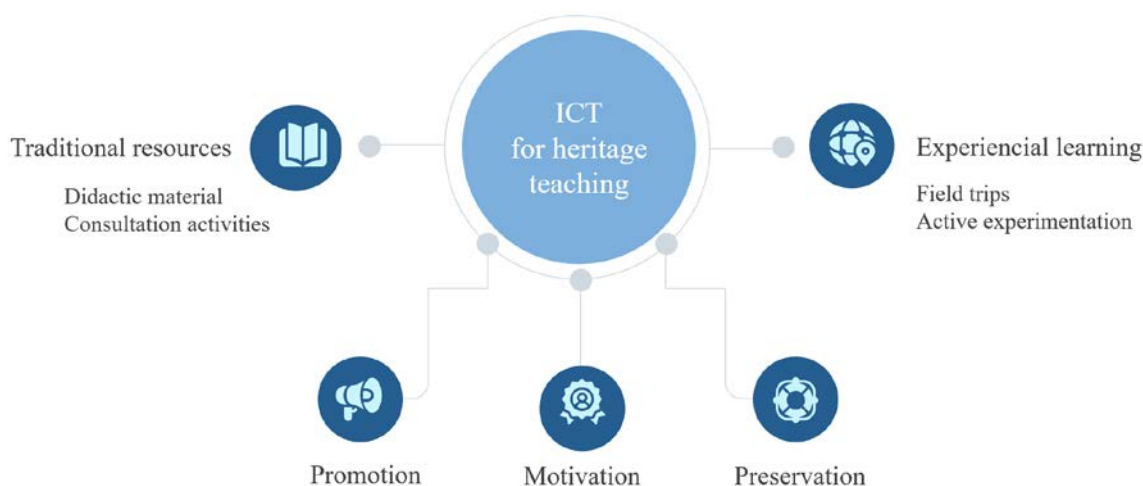 ICT
for heritage
teaching
Traditional resources
Didactic material
Consultation activities
Experiencial learning
Field trips
Active experimentation
Promotion
Motivation
Preservation